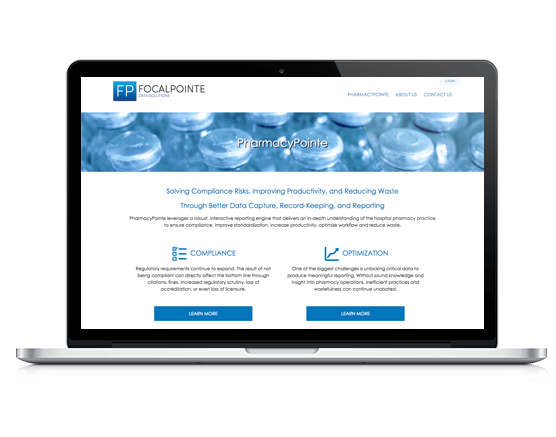 LOGIN
FP FOCALPOINTE
DATA SOLUTIONS
PHARMACYPOINTE ABOUT US CONTACT US
PharmacyPointe
Solving Compliance Risks, Improving Productivity, and Reducing Waste
Through Better Data Capture, Record-Keeping, and Reporting
PharmacyPointe leverages a robust, interactive reporting engine that delivers an in-depth understanding of the hospital pharmacy practice
to ensure compliance, improve standardization, increase productivity, optimize workflow and reduce waste.
COMPLIANCE
Regulatory requirements continue to expand. The result of not
being compliant can directly affect the bottom line through
citations, fines, increased regulatory scrutiny, loss of
accreditation, or even loss of licensure.
LEARN MORE
OPTIMIZATION
One of the biggest challenges is unlocking critical data to
produce meaningful reporting. Without sound knowledge and
insight into pharmacy operations, inefficient practices and
wastefulness can continue unabated.
LEARN MORE